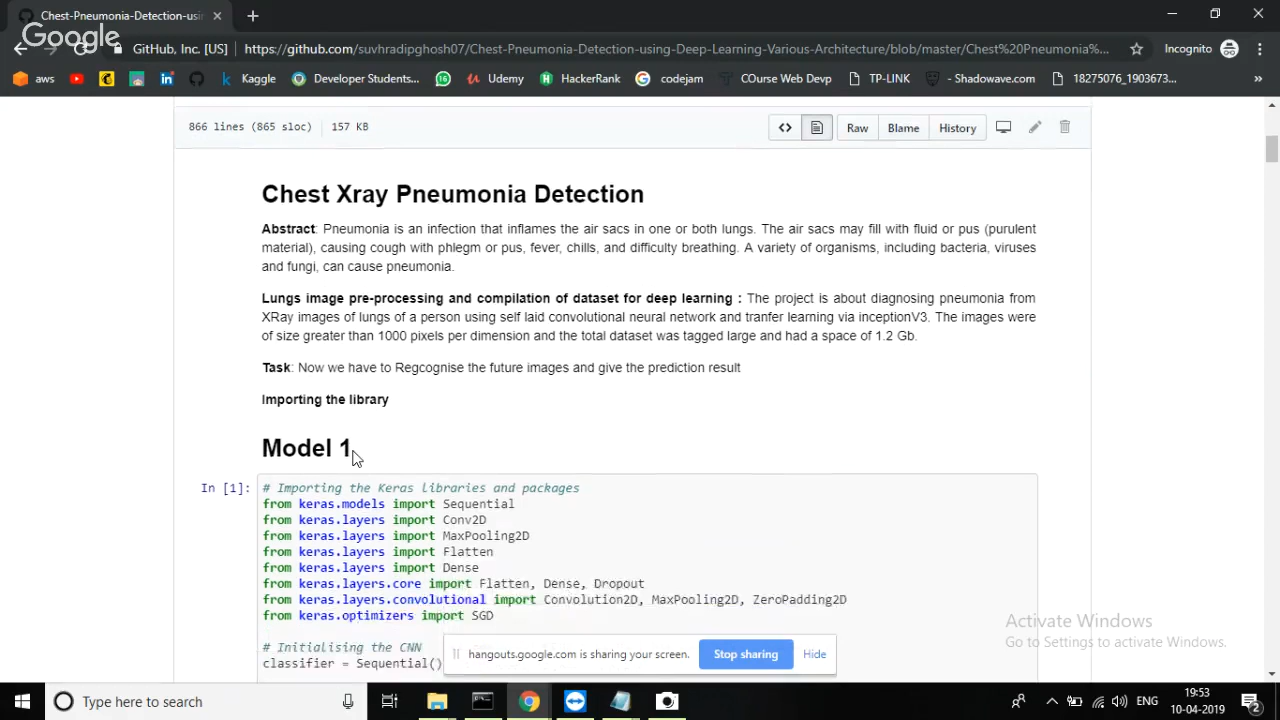 Chest-Pneumonia-Detection-usin
Google
GitHub, Inc. [US]
https://github.com/suvhradipghosh07/Chest-Pneumonia-Detection-using-Deep-Learning-Various-Architecture/blob/master/Chest%20Pneumonia%...
Incognito
aws
Kaggle
Developer Students...
Udemy
HackerRank
codejam
COurse Web Devp
TP-LINK
- Shadowave.com
18275076_1903673...
»
866 lines (865 sloc) 157 KB
Raw Blame History
Chest Xray Pneumonia Detection
Abstract: Pneumonia is an infection that inflames the air sacs in one or both lungs. The air sacs may fill with fluid or pus (purulent
material), causing cough with phlegm or pus, fever, chills, and difficulty breathing. A variety of organisms, including bacteria, viruses
and fungi, can cause pneumonia.
Lungs image pre-processing and compilation of dataset for deep learning : The project is about diagnosing pneumonia from
XRay images of lungs of a person using self laid convolutional neural network and tranfer learning via inceptionV3. The images were
of size greater than 1000 pixels per dimension and the total dataset was tagged large and had a space of 1.2 Gb.
Task: Now we have to Regcognise the future images and give the prediction result
Importing the library
Model 1
In [1]:
# Importing the Keras libraries and packages
from keras.models import Sequential
from keras.layers import Conv2D
from keras.layers import MaxPooling2D
from keras.layers import Flatten
from keras.layers import Dense
from keras.layers.core import Flatten, Dense, Dropout
from keras.layers.convolutional import Convolution2D, MaxPooling2D, ZeroPadding2D
from keras.optimizers import SGD
# Initialising the CNN
classifier = Sequential()
hangouts.google.com is sharing your screen.
Stop sharing
Hide
Activate Windows
Go to Settings to activate Windows.
Type here to search
ENG
19:53
10-04-2019
2